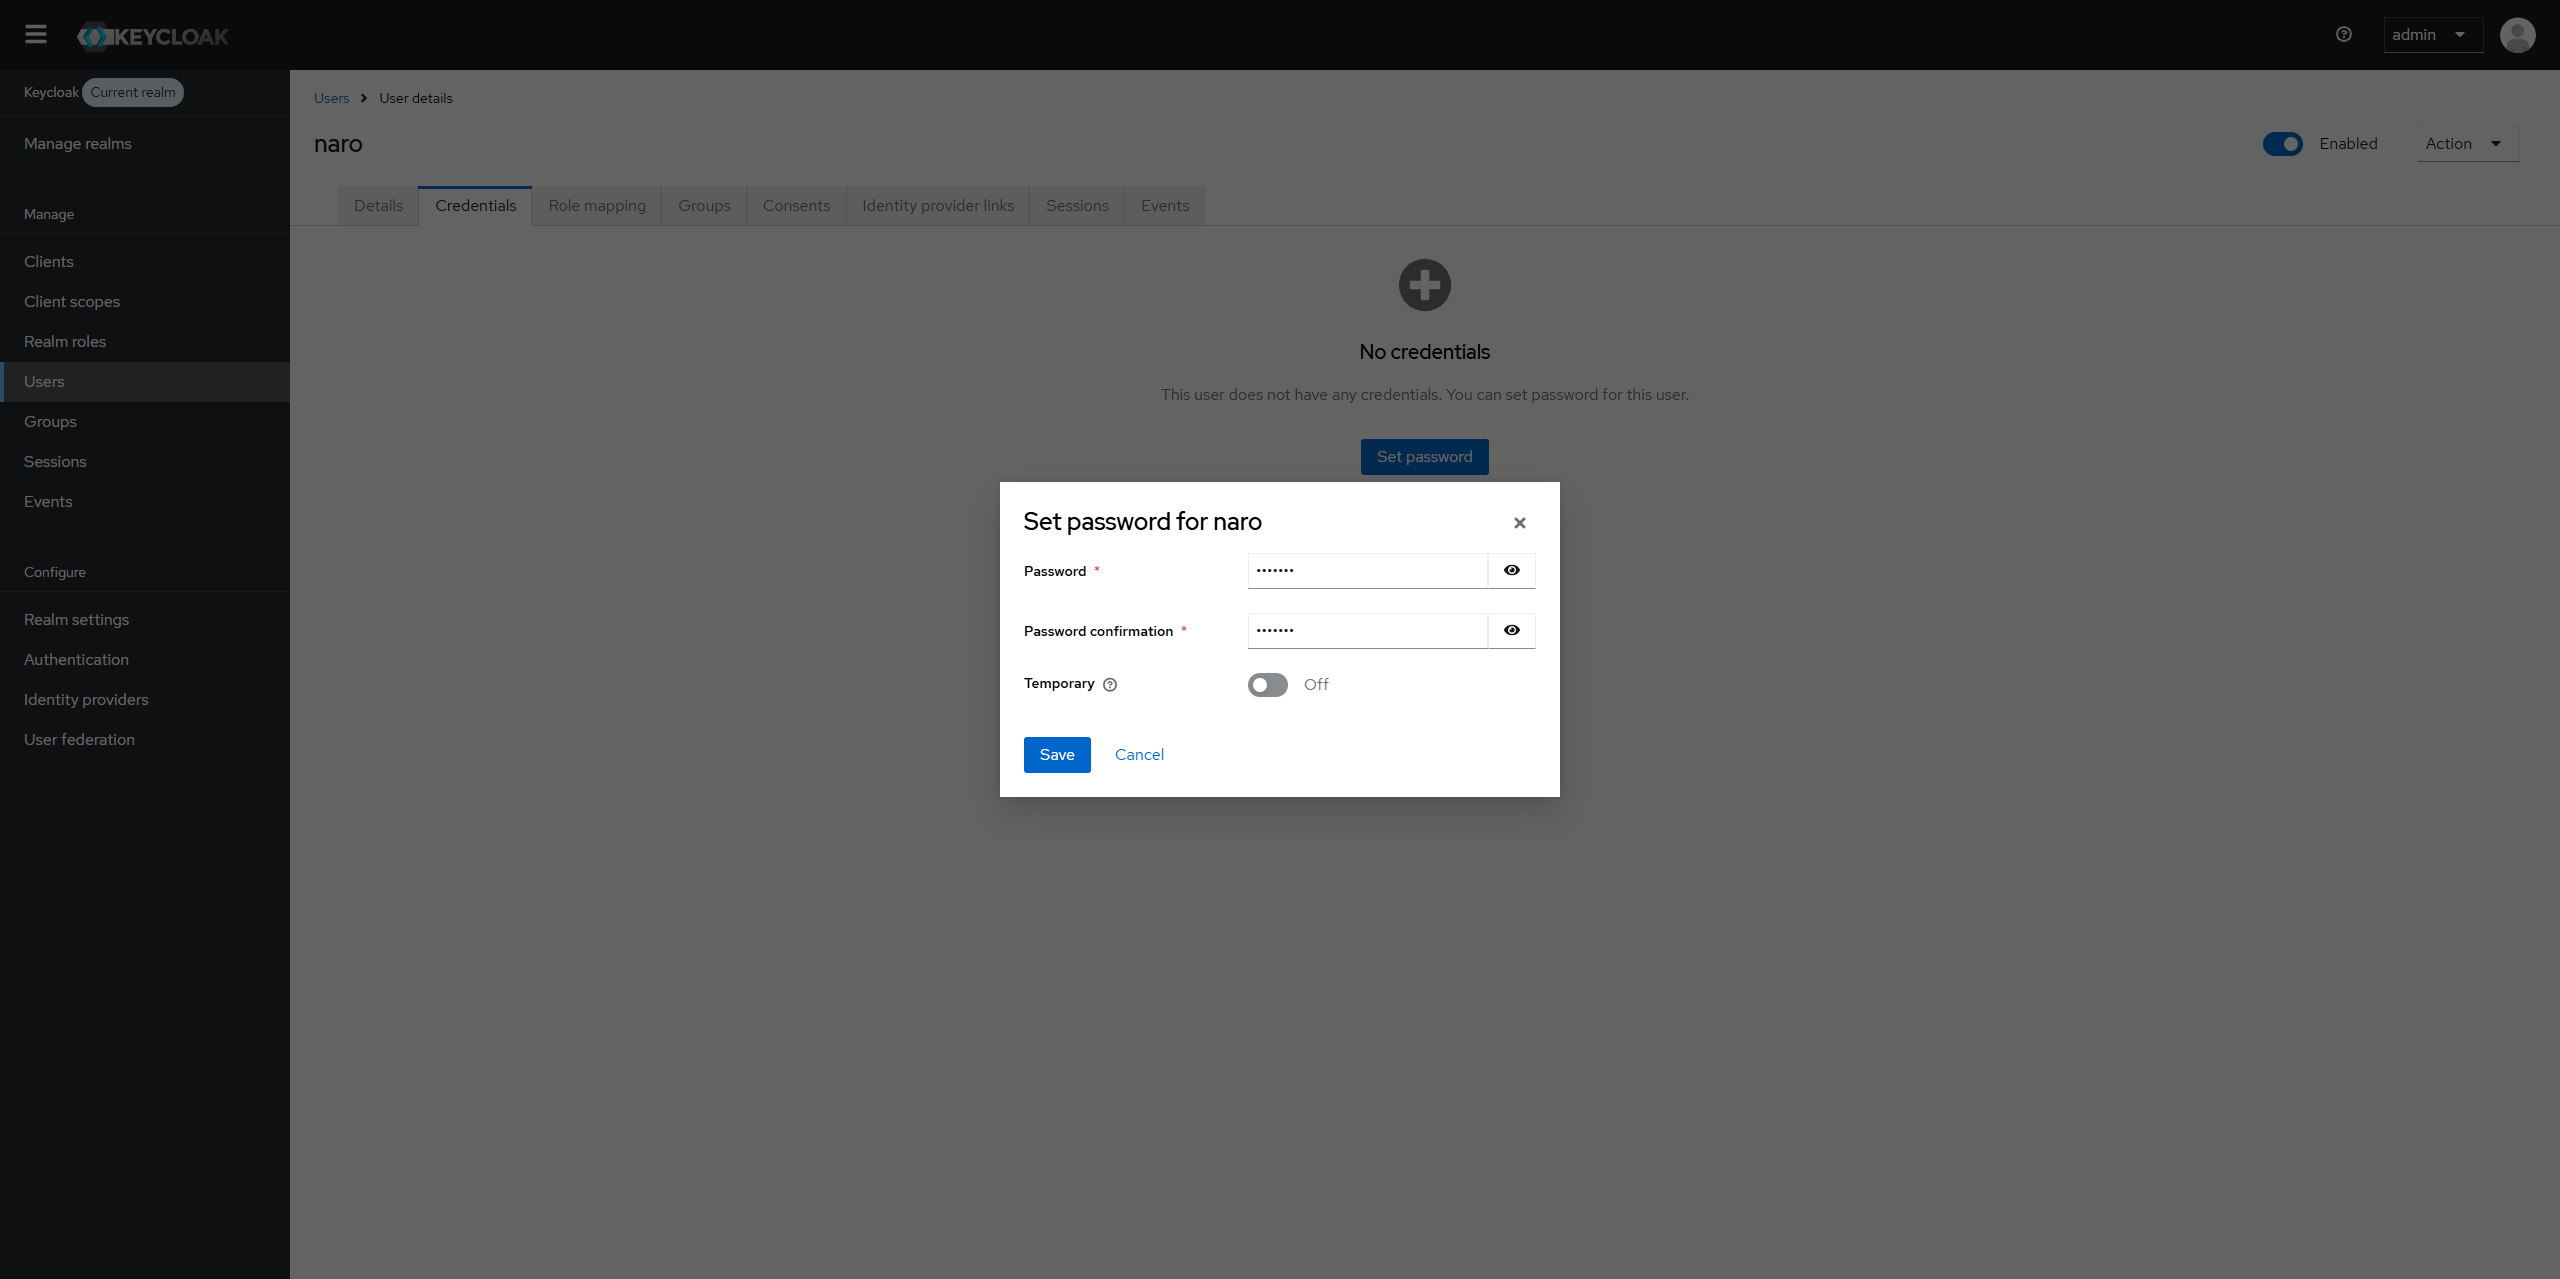 KEYCLOAK
admin
Keycloak Current realm
Manage realms
Manage
Clients
Client scopes
Realm roles
Users
Groups
Sessions
Events
Configure
Realm settings
Authentication
Identity providers
User federation
Users User details
naro
Enabled
Action
Details Credentials Role mapping Groups Consents Identity provider links Sessions Events
No credentials
This user does not have any credentials. You can set password for this user.
Set password
Set password for naro
Password *
•••••••
Password confirmation *
•••••••
Temporary
Off
Save Cancel